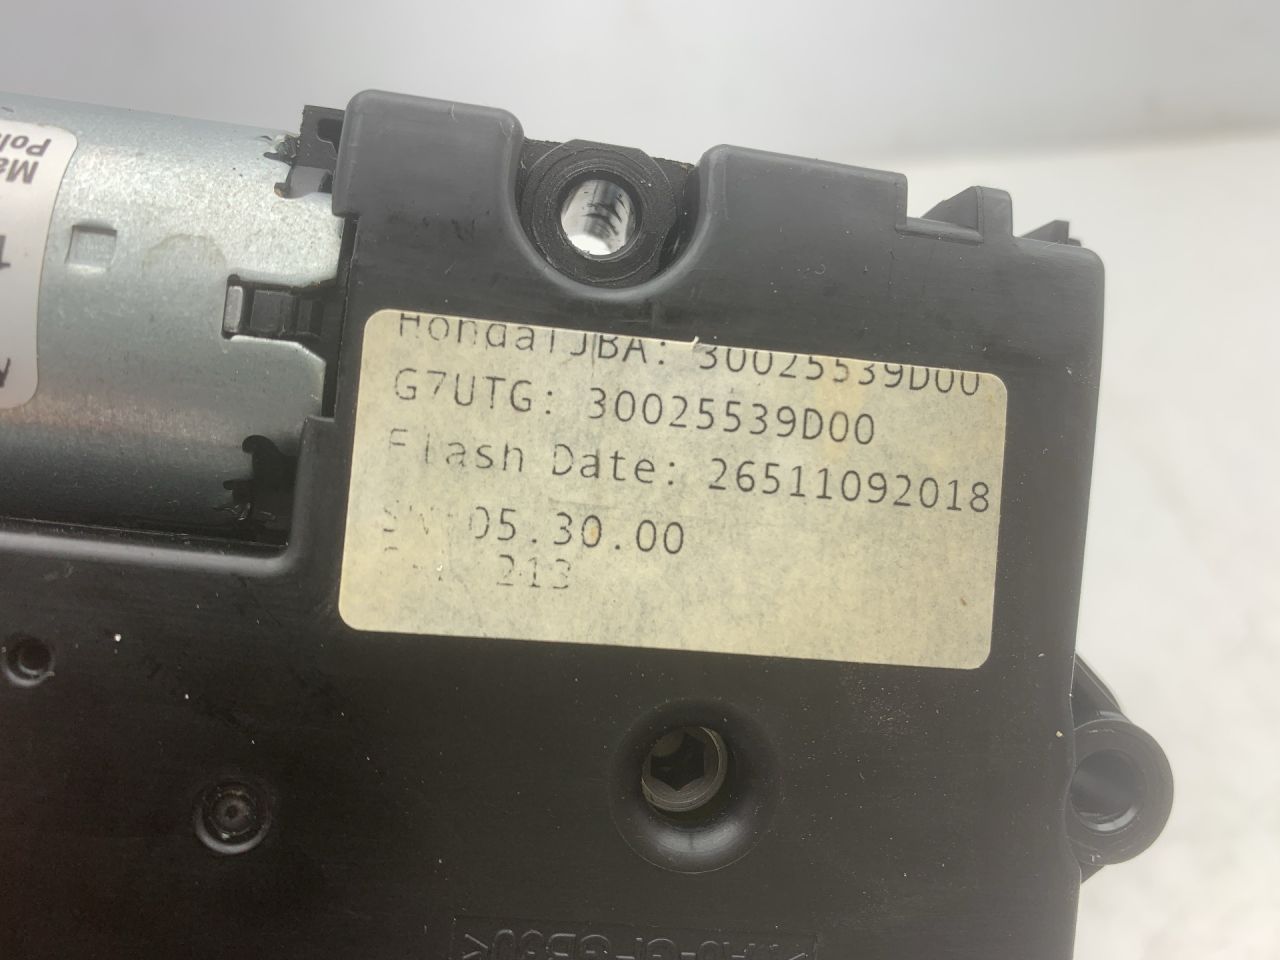 HondaTJBA: 30025539D00
G7UTG: 30025539D00
Flash Date: 26511092018
05.30.00
213